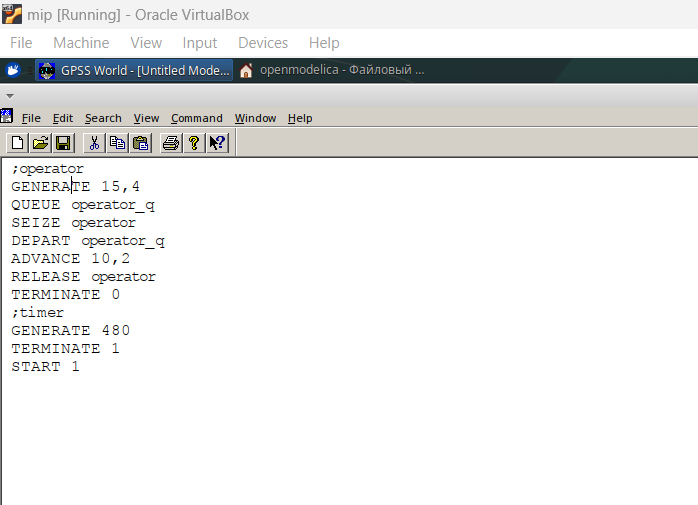 mip [Running] - Oracle VirtualBox
File Machine View Input Devices Help
GPSS World - [Untitled Mode... openmodelica - Файловый ...
File Edit Search View Command Window Help
;operator
GENERATE 15,4
QUEUE operator_q
SEIZE operator
DEPART operator_q
ADVANCE 10,2
RELEASE operator
TERMINATE 0
;timer
GENERATE 480
TERMINATE 1
START 1